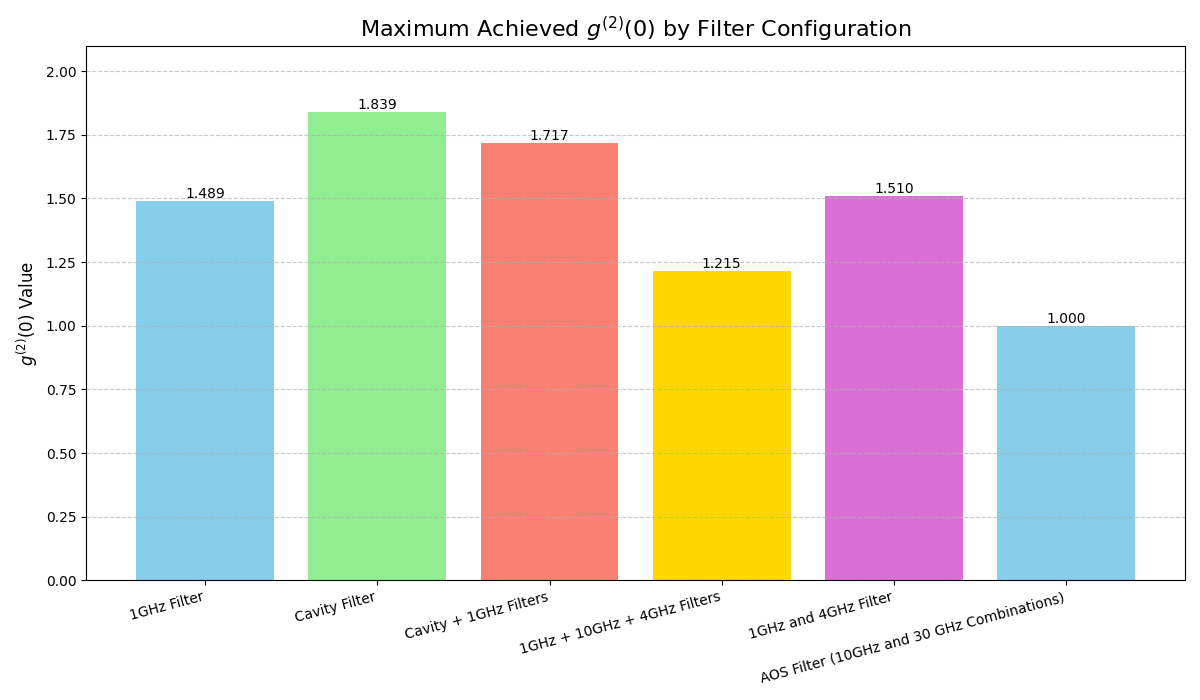 Maximum Achieved $g^{(2)}(0)$ by Filter Configuration
$g^{(2)}(0)$ Value
2.00
1.75
1.50
1.25
1.00
0.75
0.50
0.25
0.00
1.489
1.839
1.717
1.215
1.510
1.000
1GHz Filter
Cavity Filter
Cavity + 1GHz Filters
1GHz + 10GHz + 4GHz Filters
1GHz and 4GHz Filter
AOS Filter (10GHz and 30 GHz Combinations)